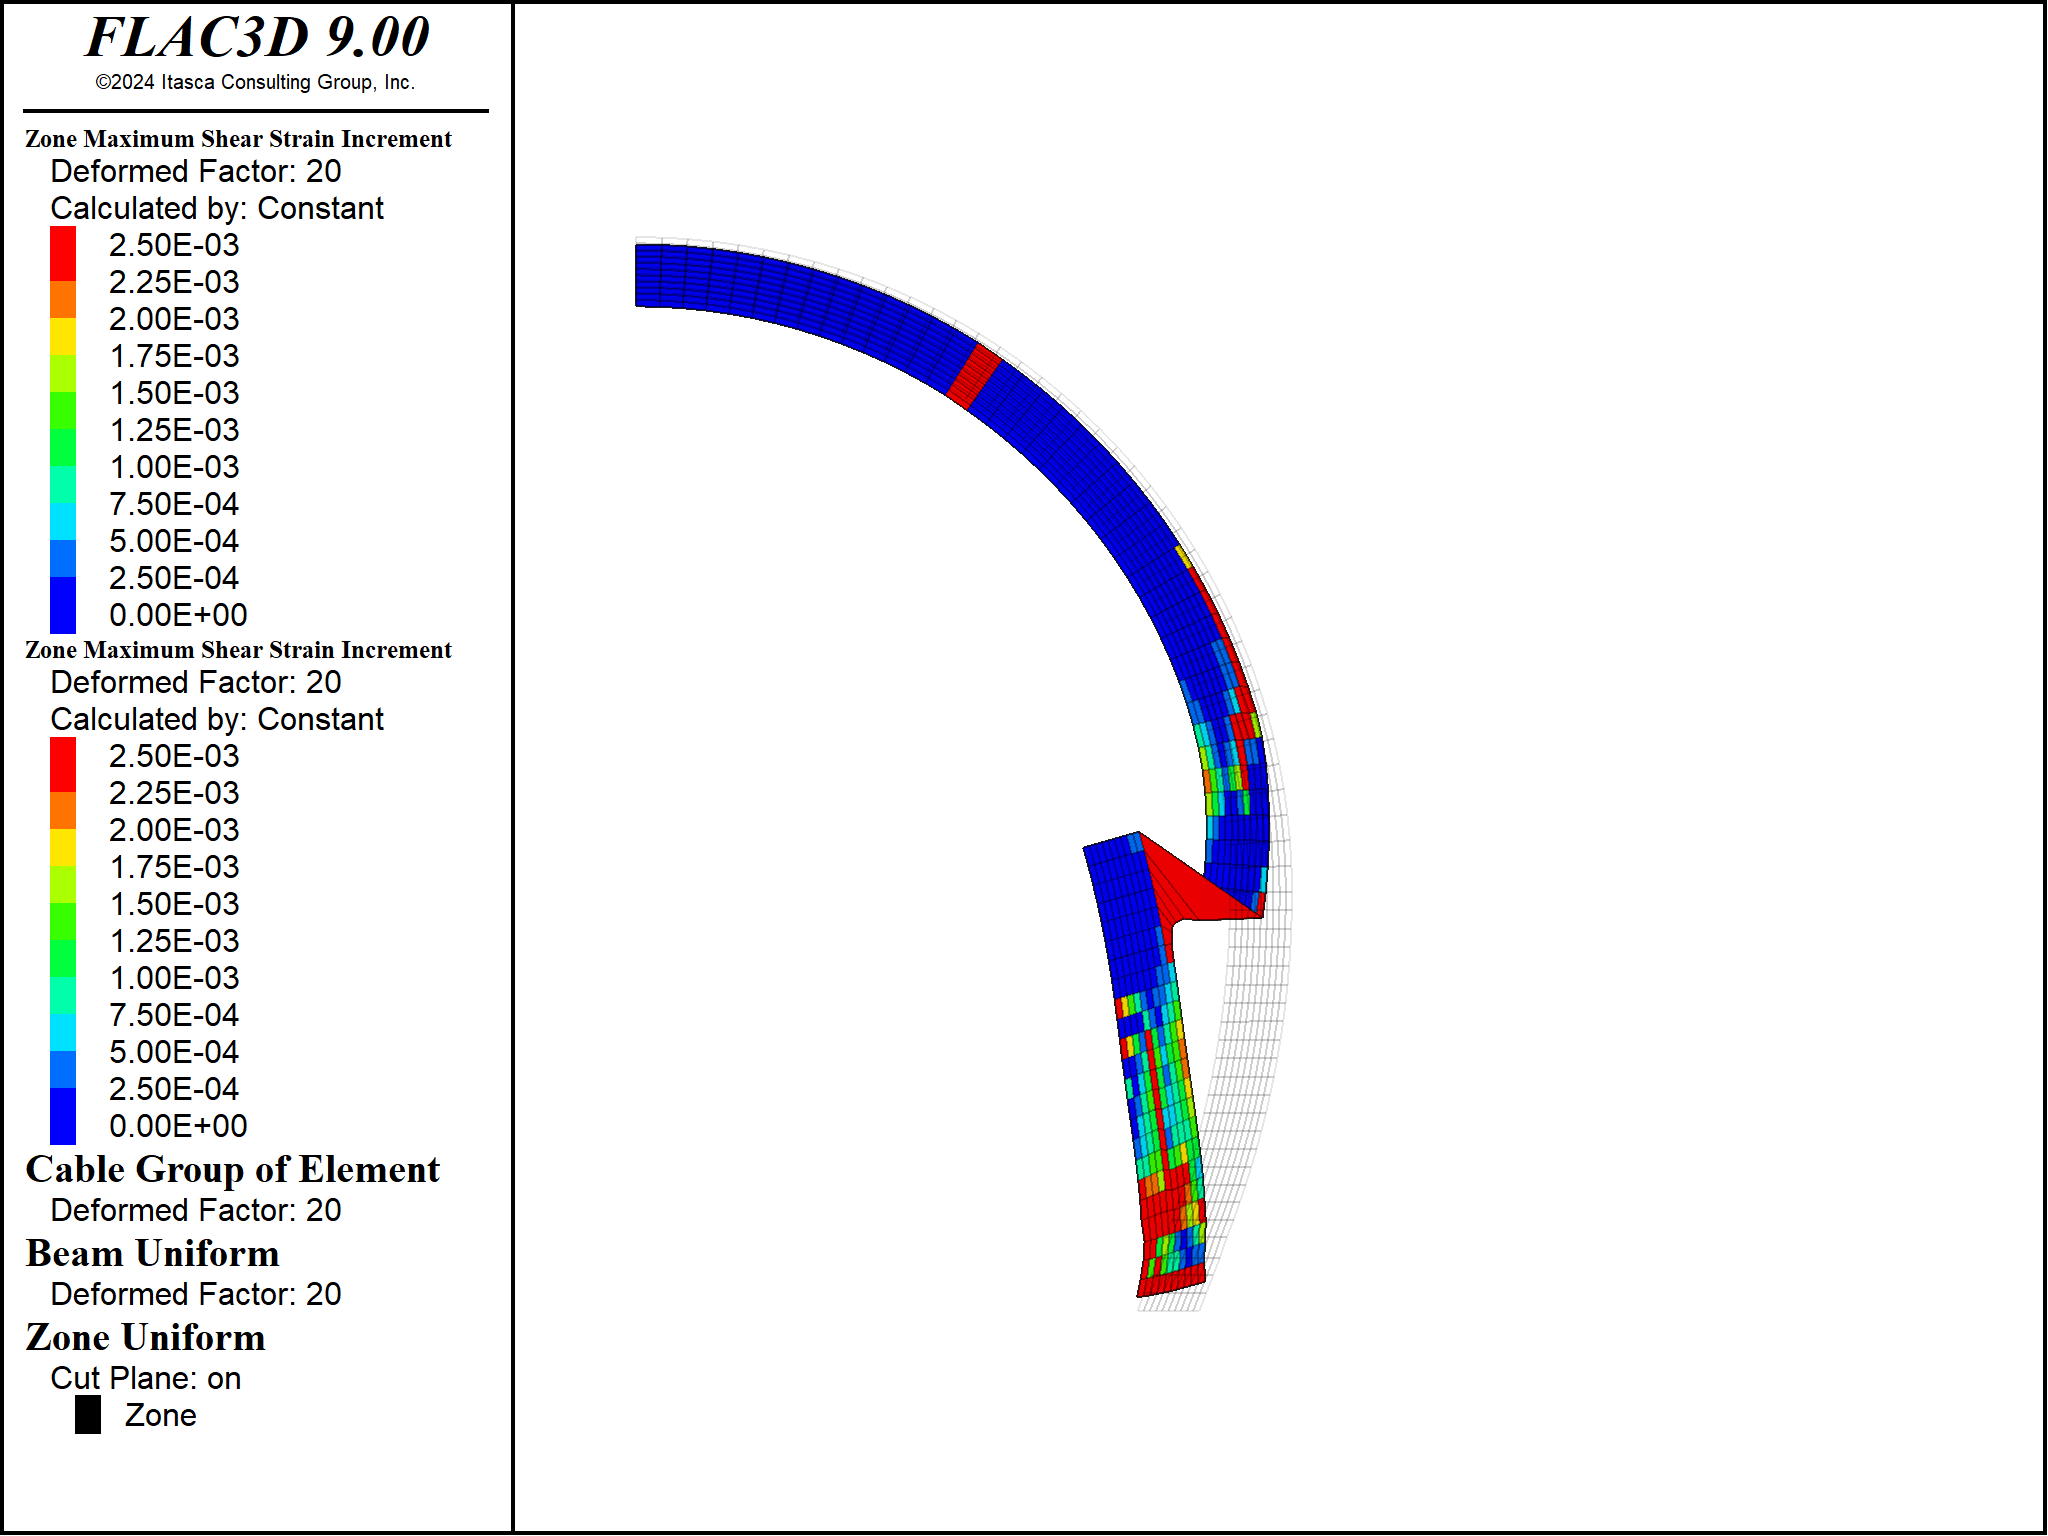 FLAC3D 9.00
©2024 Itasca Consulting Group, Inc.
Zone Maximum Shear Strain Increment
Deformed Factor: 20
Calculated by: Constant
2.50E-03
2.25E-03
2.00E-03
1.75E-03
1.50E-03
1.25E-03
1.00E-03
7.50E-04
5.00E-04
2.50E-04
0.00E+00
Zone Maximum Shear Strain Increment
Deformed Factor: 20
Calculated by: Constant
2.50E-03
2.25E-03
2.00E-03
1.75E-03
1.50E-03
1.25E-03
1.00E-03
7.50E-04
5.00E-04
2.50E-04
0.00E+00
Cable Group of Element
Deformed Factor: 20
Beam Uniform
Deformed Factor: 20
Zone Uniform
Cut Plane: on
Zone